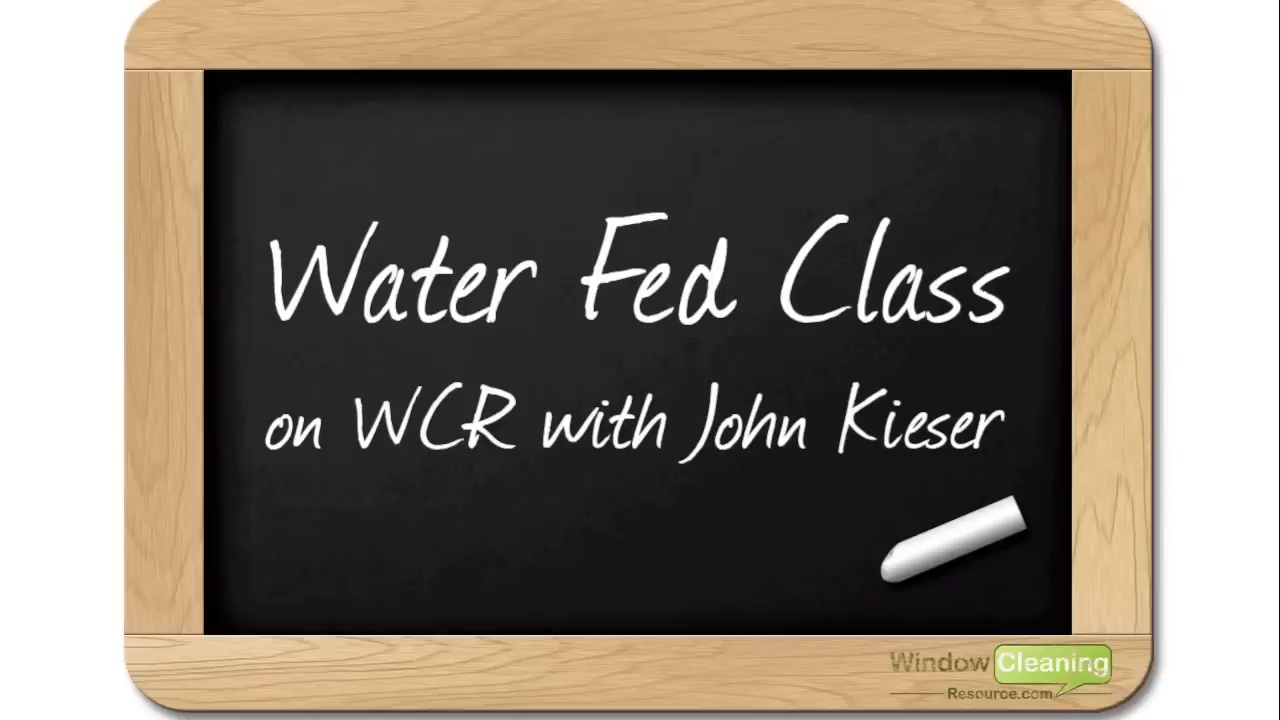 Water Fed Class
on WCR with John Kieser
Window Cleaning
Resource.com